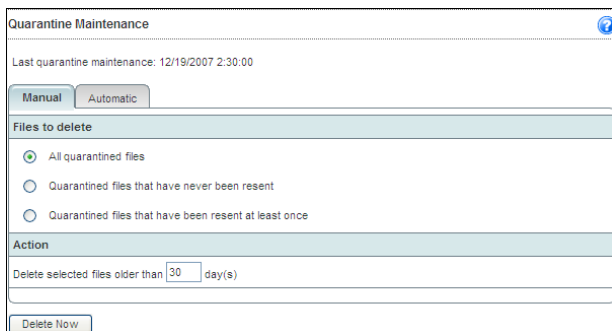 Quarantine Maintenance
?
Last quarantine maintenance: 12/19/2007 2:30:00
Manual Automatic
Files to delete
All quarantined files
Quarantined files that have never been resent
Quarantined files that have been resent at least once
Action
Delete selected files older than 30 day(s)
Delete Now